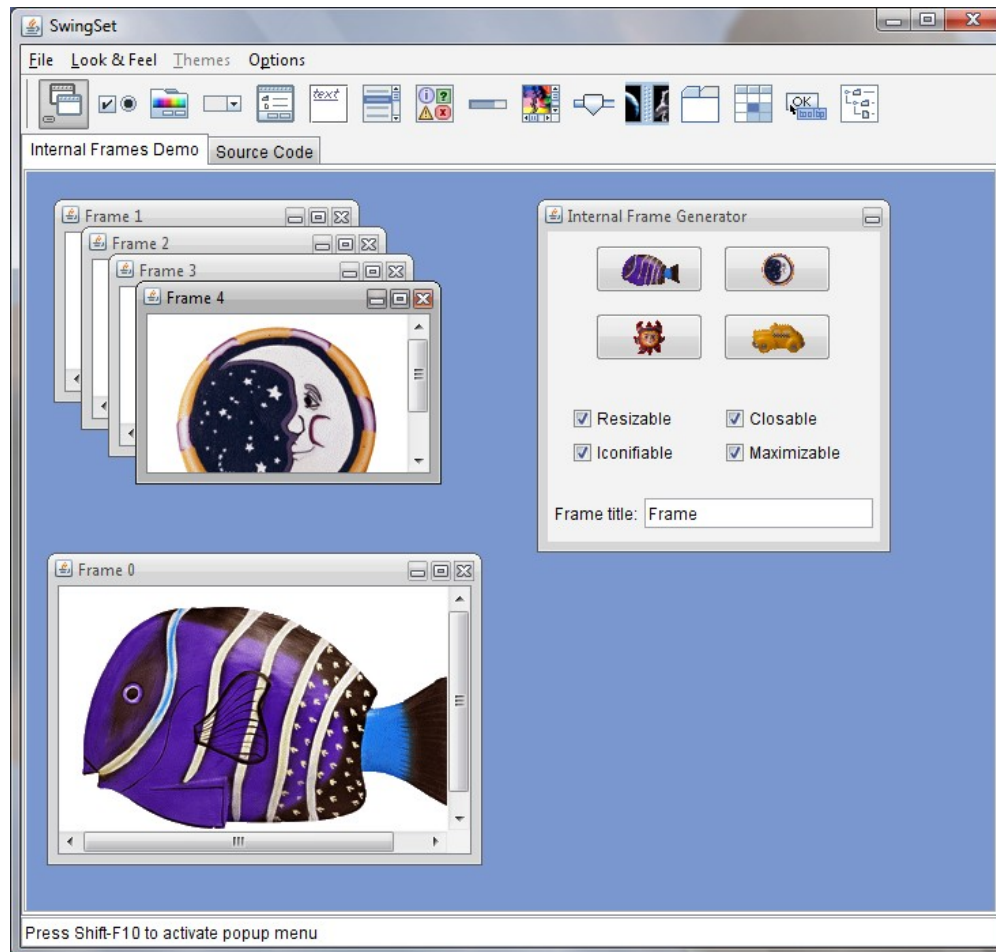 SwingSet
File Look & Feel Themes Options
text
OK
tooltip
Internal Frames Demo Source Code
Frame 1
Frame 2
Frame 3
Frame 4
Internal Frame Generator
Resizable Closable
Iconifiable Maximizable
Frame title: Frame
Frame 0
Press Shift-F10 to activate popup menu